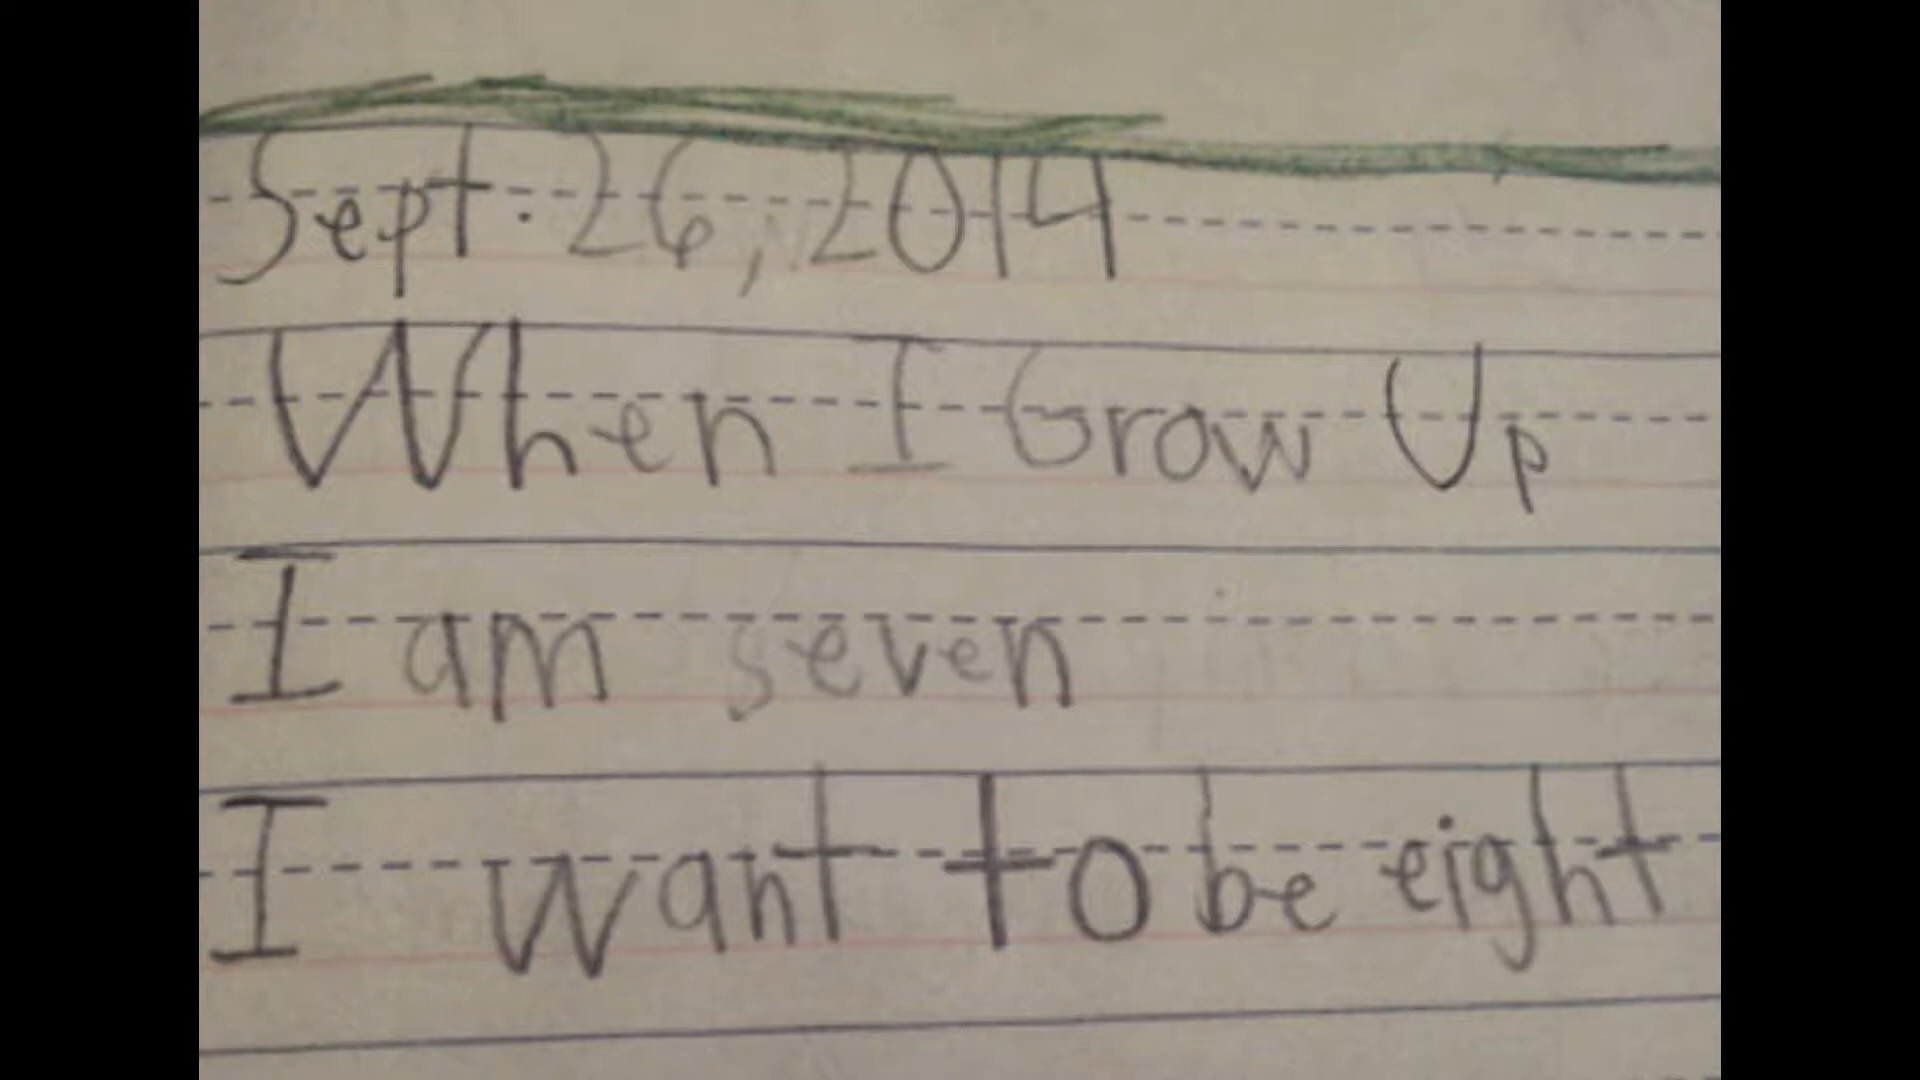 Sept. 26, 2014
When I Grow Up
I am seven
I want to be eight